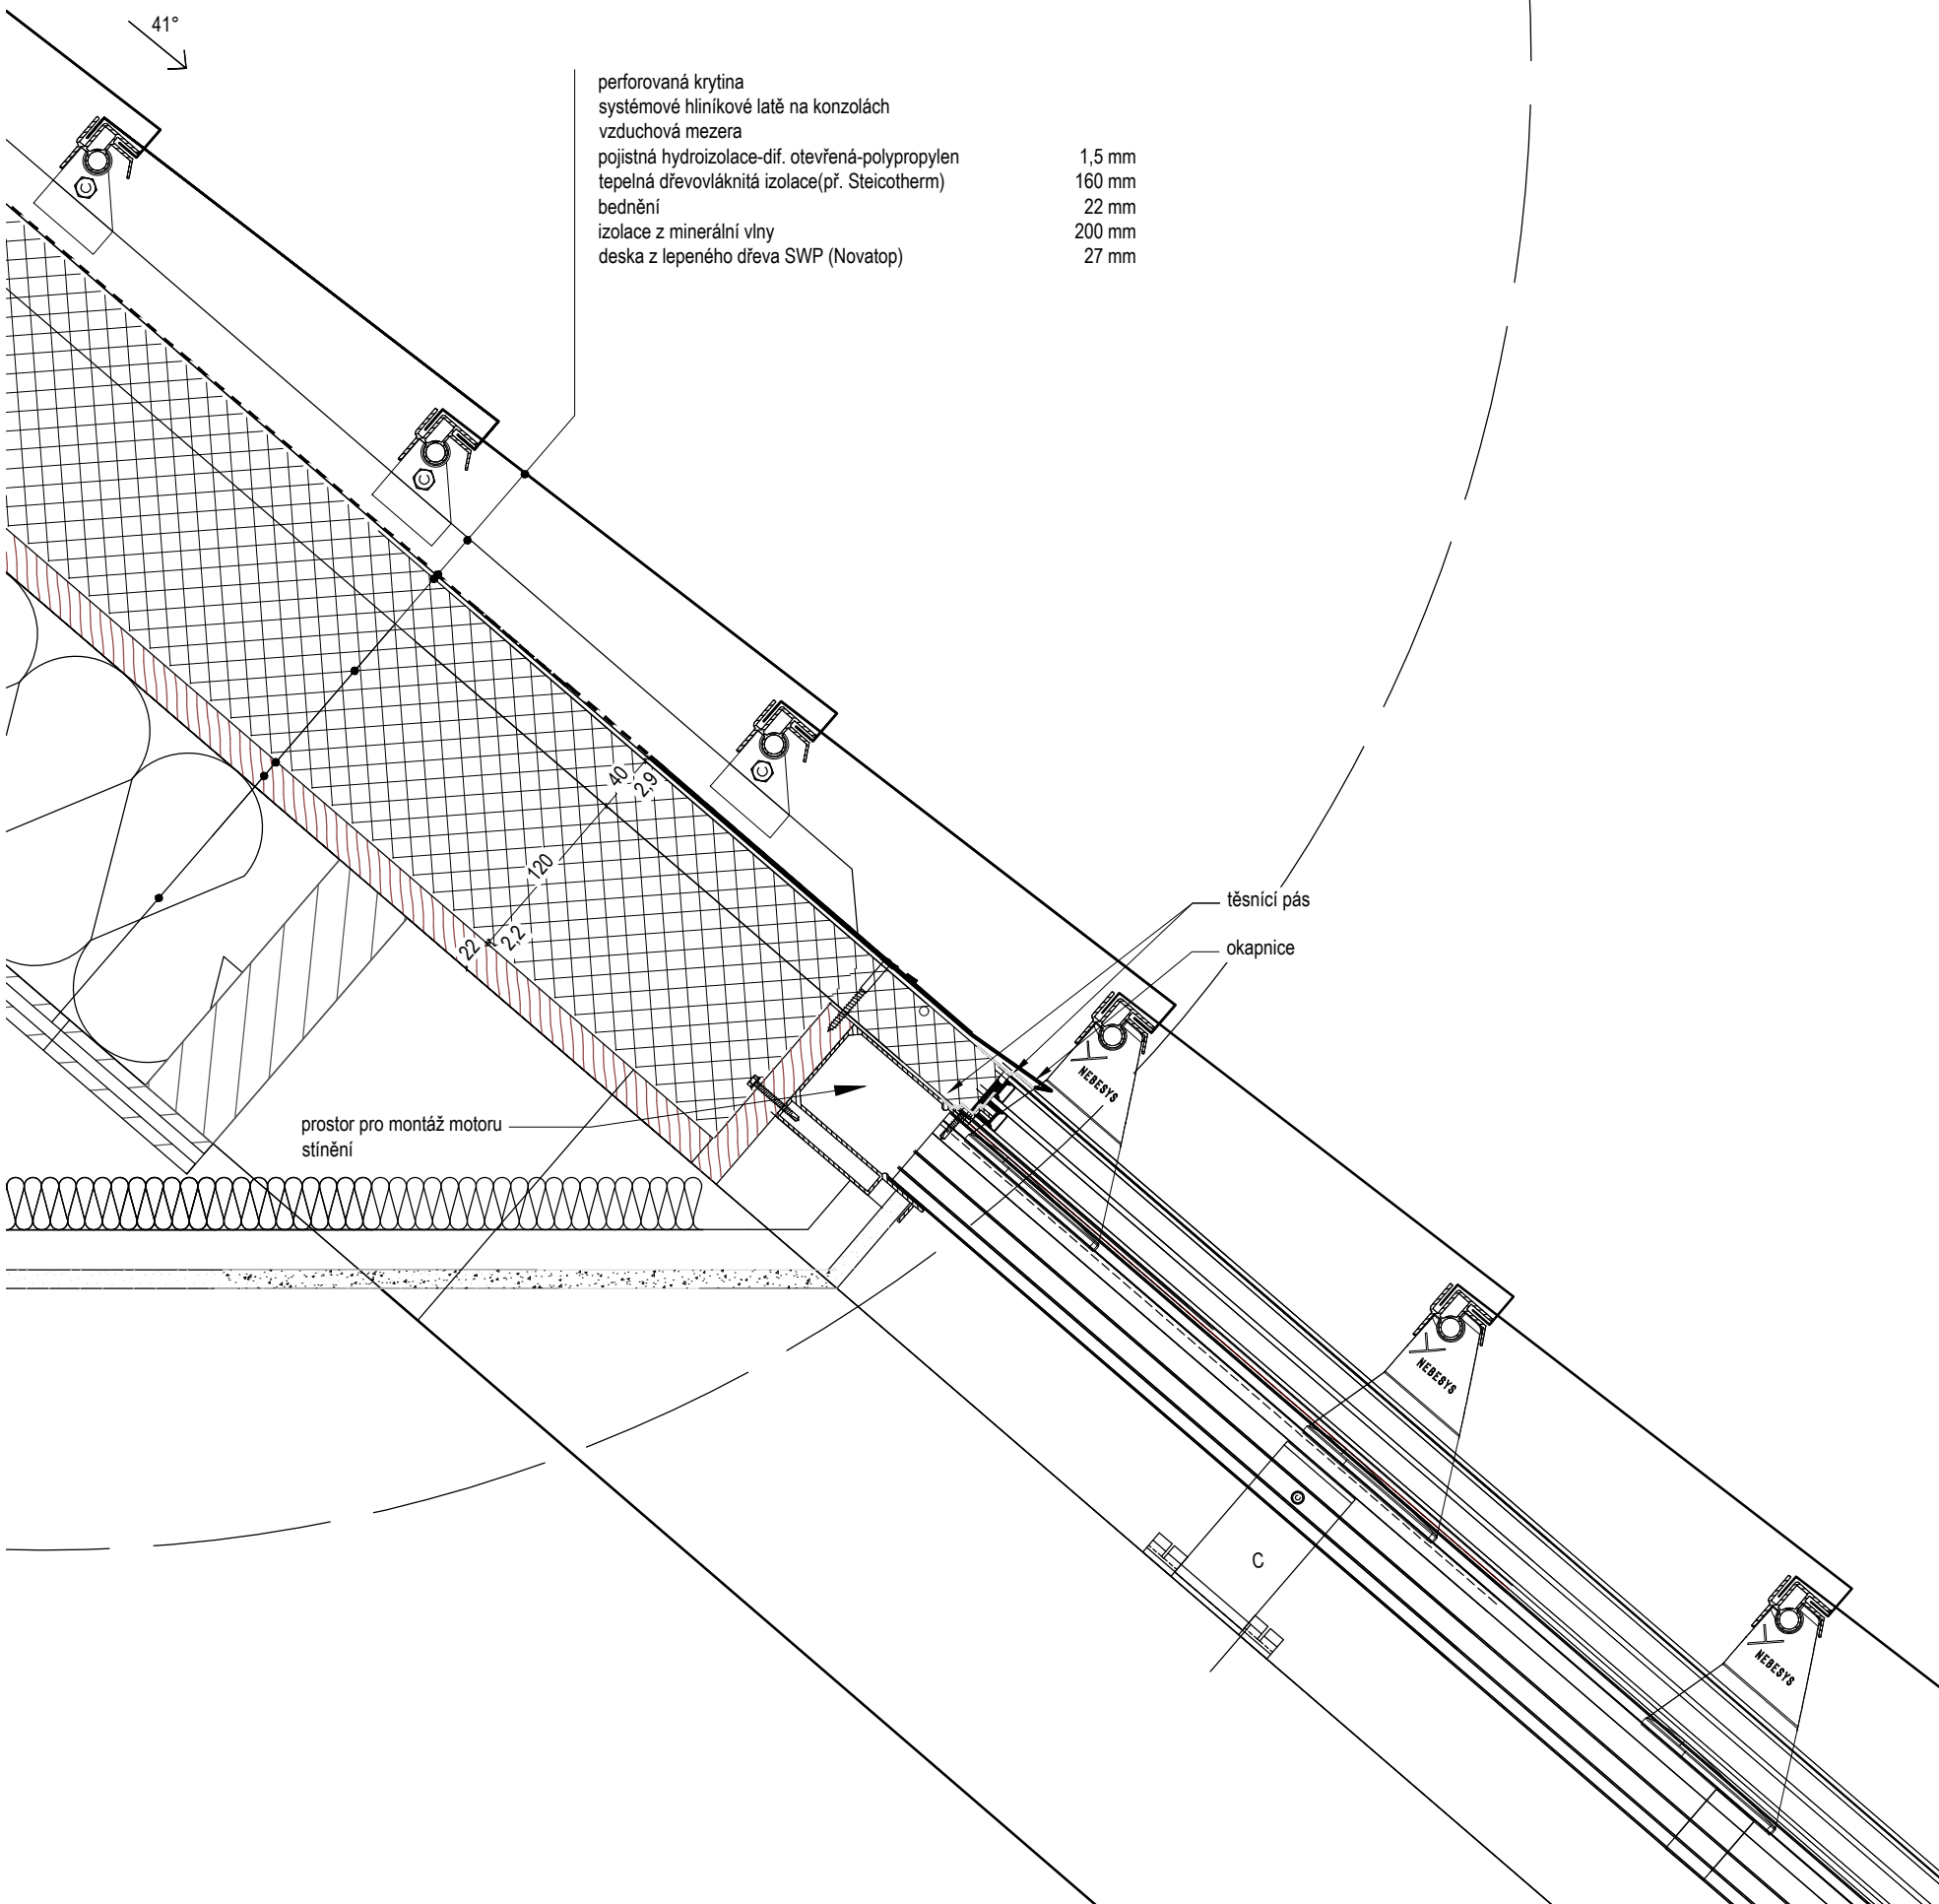 41°
perforovaná krytina
systémové hliníkové latě na konzolách
vzduchová mezera
pojistná hydroizolace-dif. otevřená-polypropylen 1,5 mm
tepelná dřevovláknitá izolace(př. Steicotherm) 160 mm
bednění 22 mm
izolace z minerální vlny 200 mm
deska z lepeného dřeva SWP (Novatop) 27 mm
40
2,9
120
22
2,2
těsnící pás
okapnice
NEBESYS
prostor pro montáž motoru
stínění
NEBESYS
C
NEBESYS